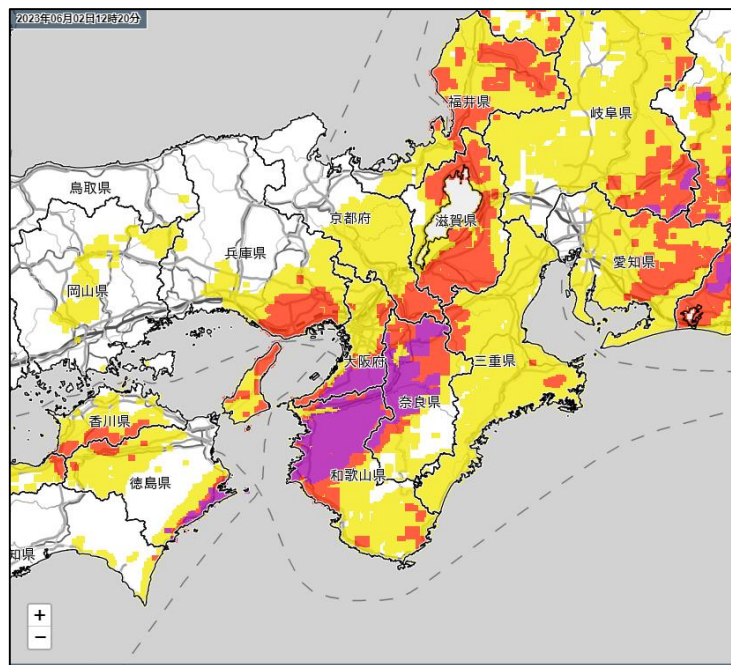 2023年06月02日12時20分
福井県
岐阜県
鳥取県
京都府
滋賀県
兵庫県
愛知県
岡山県
大阪府
三重県
奈良県
香川県
和歌山県
徳島県
知県
+
−